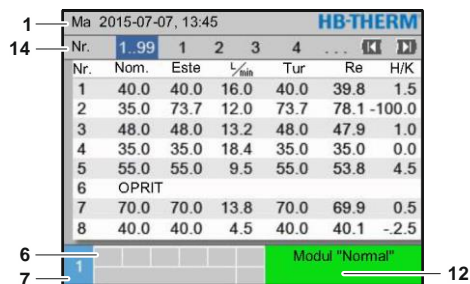 1 Ma 2015-07-07, 13:45 HB-THERM
14 Nr. 1..99 1 2 3 4 ...
Nr. Nom. Este L/min Tur Re H/K
1 40.0 40.0 16.0 40.0 39.8 1.5
2 35.0 73.7 12.0 73.7 78.1 -100.0
3 48.0 48.0 13.2 48.0 47.9 1.0
4 35.0 35.0 18.4 35.0 35.0 0.0
5 55.0 55.0 9.5 55.0 53.8 4.5
6 OPRIT
7 70.0 70.0 13.8 70.0 69.9 0.5
8 40.0 40.0 4.5 40.0 40.1 -.2.5
6 Modul "Normal"
7 1 12